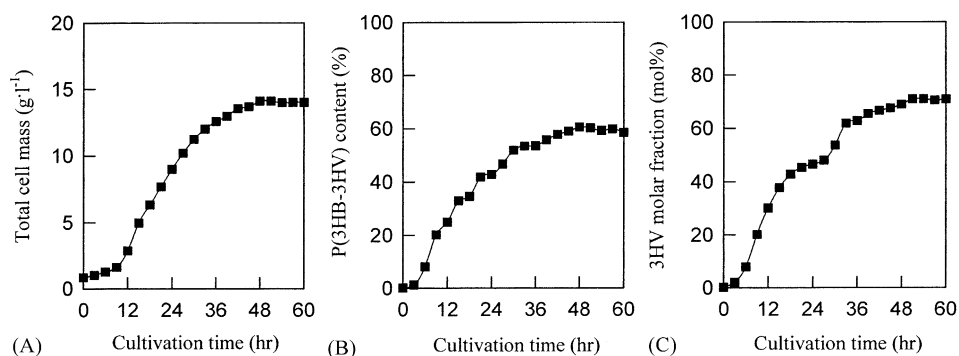 Total cell mass (g·l⁻¹)
20
15
10
5
0
0 12 24 36 48 60
(A) Cultivation time (hr)
P(3HB-3HV) content (%)
100
80
60
40
20
0
0 12 24 36 48 60
(B) Cultivation time (hr)
3HV molar fraction (mol%)
100
80
60
40
20
0
0 12 24 36 48 60
(C) Cultivation time (hr)